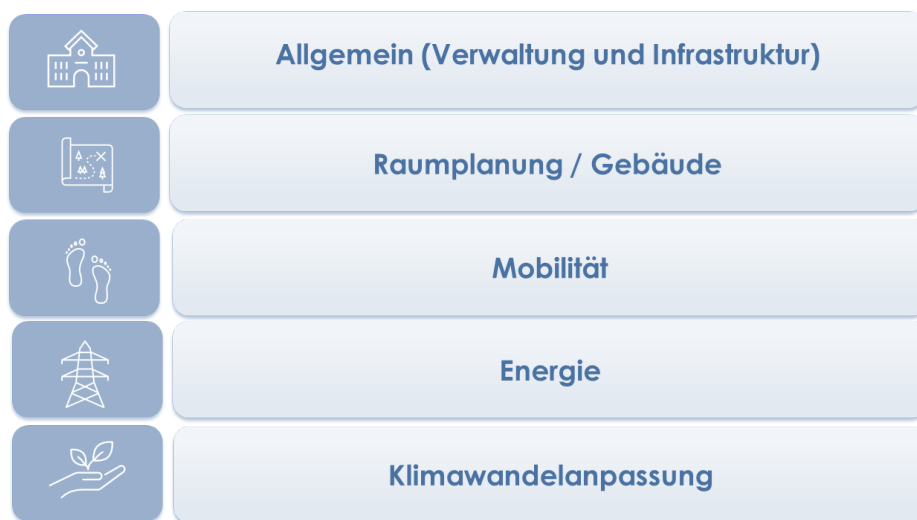 Allgemein (Verwaltung und Infrastruktur)
Raumplanung / Gebäude
Mobilität
Energie
Klimawandelanpassung